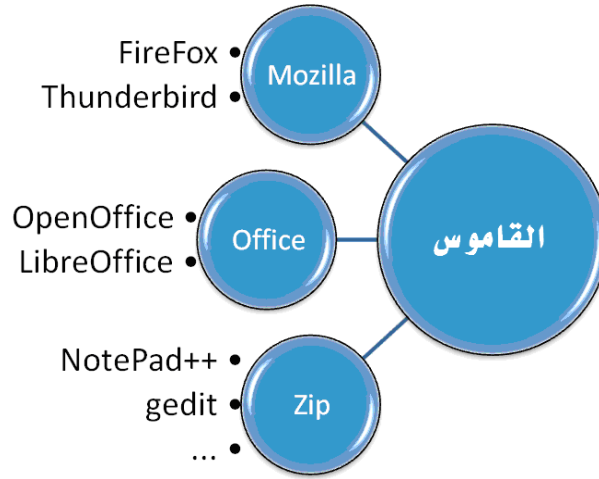 القاموس
Mozilla
FireFox
Thunderbird
Office
OpenOffice
LibreOffice
Zip
NotePad++
gedit
...